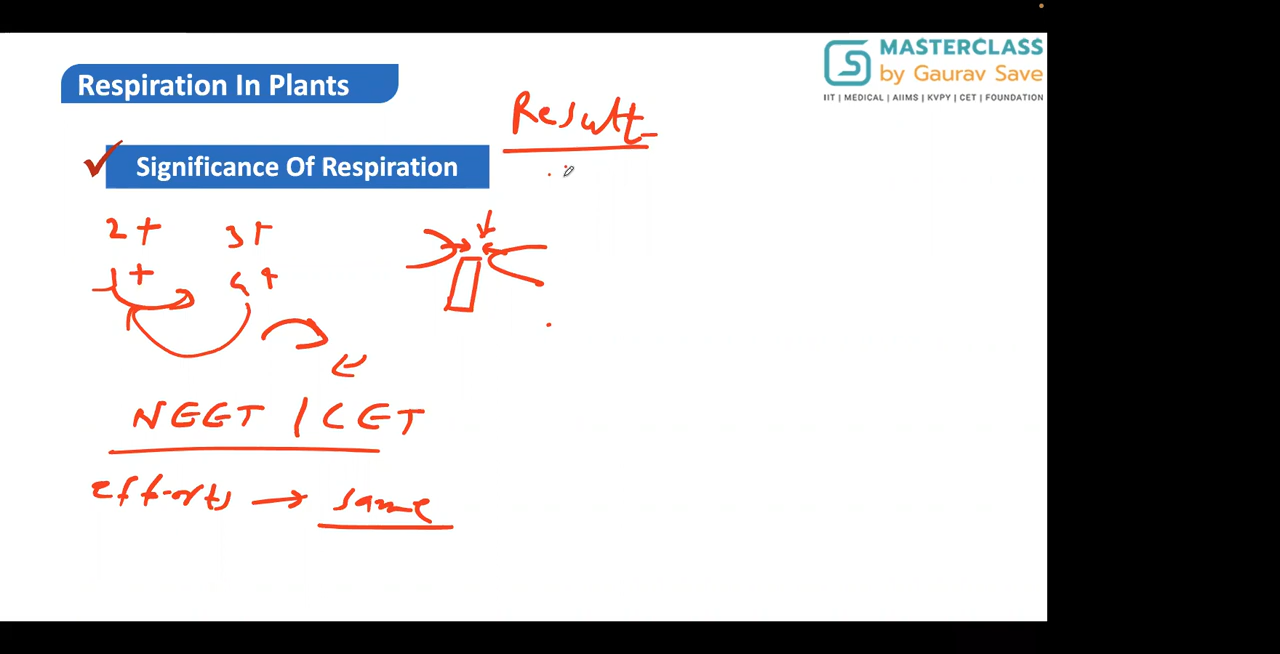 MASTERCLASS
by Gaurav Save
IIT | MEDICAL | AIIMS | KVPY | CET | FOUNDATION
Respiration In Plants
Result
Significance Of Respiration
2+ 3+
1+ 4+
NEET / CET
efforts → same